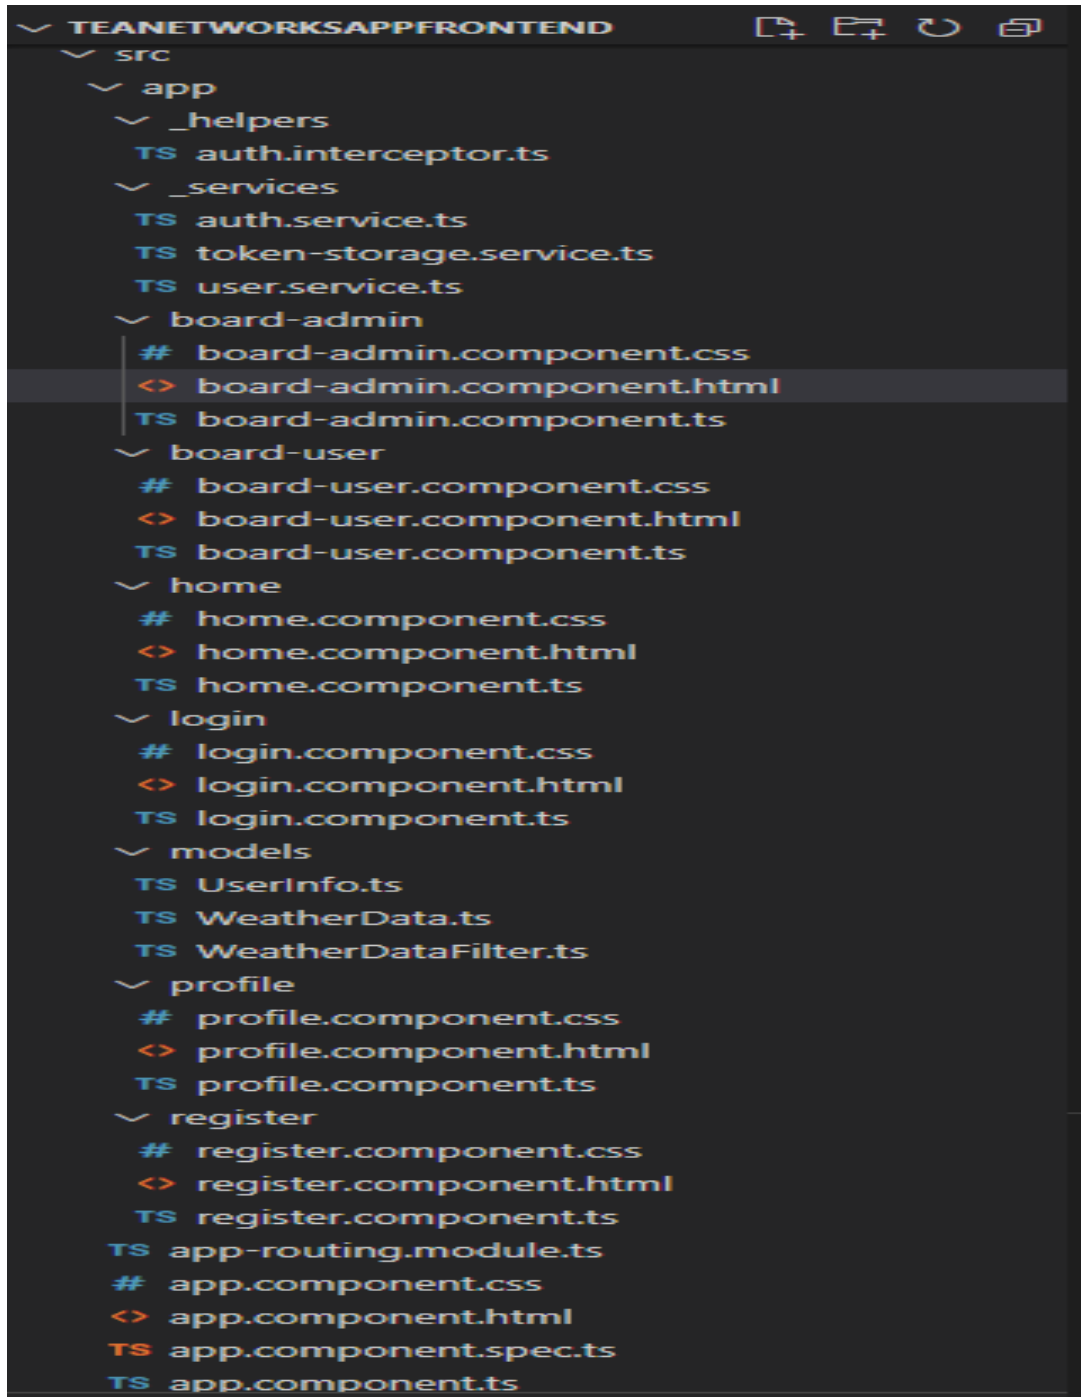 TEANETWORKSAPPFRONTEND
src
app
_helpers
TS auth.interceptor.ts
_services
TS auth.service.ts
TS token-storage.service.ts
TS user.service.ts
board-admin
# board-admin.component.css
<> board-admin.component.html
TS board-admin.component.ts
board-user
# board-user.component.css
<> board-user.component.html
TS board-user.component.ts
home
# home.component.css
<> home.component.html
TS home.component.ts
login
# login.component.css
<> login.component.html
TS login.component.ts
models
TS UserInfo.ts
TS WeatherData.ts
TS WeatherDataFilter.ts
profile
# profile.component.css
<> profile.component.html
TS profile.component.ts
register
# register.component.css
<> register.component.html
TS register.component.ts
TS app-routing.module.ts
# app.component.css
<> app.component.html
TS app.component.spec.ts
TS app.component.ts